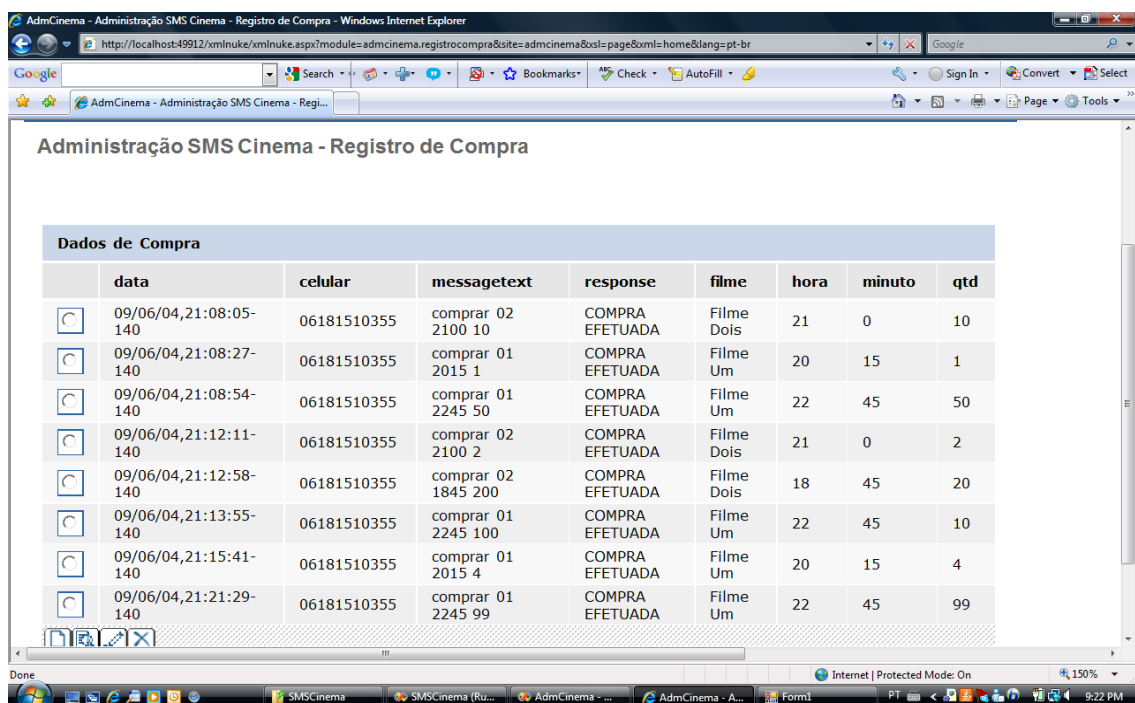 AdmCinema - Administração SMS Cinema - Registro de Compra - Windows Internet Explorer
http://localhost:49912/xmlnuke/xmlnuke.aspx?module=admcinema.registrocompra&site=admcinema&xsl=page&xml=home&lang=pt-br Google
Google Search Bookmarks ABC Check AutoFill Sign In Convert Select
AdmCinema - Administração SMS Cinema - Regi... Page Tools
Administração SMS Cinema - Registro de Compra
Dados de Compra
data celular messagetext response filme hora minuto qtd
09/06/04,21:08:05- 06181510355 comprar 02 COMPRA Filme 21 0 10
140 2100 10 EFETUADA Dois
09/06/04,21:08:27- 06181510355 comprar 01 COMPRA Filme 20 15 1
140 2015 1 EFETUADA Um
09/06/04,21:08:54- 06181510355 comprar 01 COMPRA Filme 22 45 50
140 2245 50 EFETUADA Um
09/06/04,21:12:11- 06181510355 comprar 02 COMPRA Filme 21 0 2
140 2100 2 EFETUADA Dois
09/06/04,21:12:58- 06181510355 comprar 02 COMPRA Filme 18 45 20
140 1845 200 EFETUADA Dois
09/06/04,21:13:55- 06181510355 comprar 01 COMPRA Filme 22 45 10
140 2245 100 EFETUADA Um
09/06/04,21:15:41- 06181510355 comprar 01 COMPRA Filme 20 15 4
140 2015 4 EFETUADA Um
09/06/04,21:21:29- 06181510355 comprar 01 COMPRA Filme 22 45 99
140 2245 99 EFETUADA Um
Done Internet | Protected Mode: On 150%
SMSCinema SMSCinema (Ru... AdmCinema - ... AdmCinema - A... Form1 PT 9:22 PM